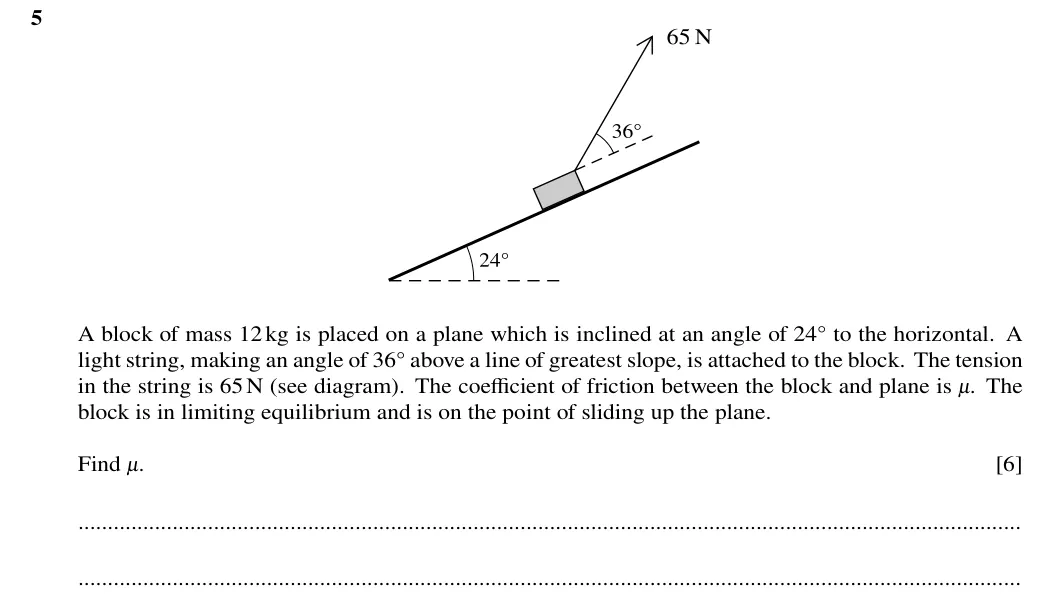 5
65 N
36°
24°
A block of mass 12 kg is placed on a plane which is inclined at an angle of 24° to the horizontal. A
light string, making an angle of 36° above a line of greatest slope, is attached to the block. The tension
in the string is 65 N (see diagram). The coefficient of friction between the block and plane is μ. The
block is in limiting equilibrium and is on the point of sliding up the plane.
Find μ. [6]